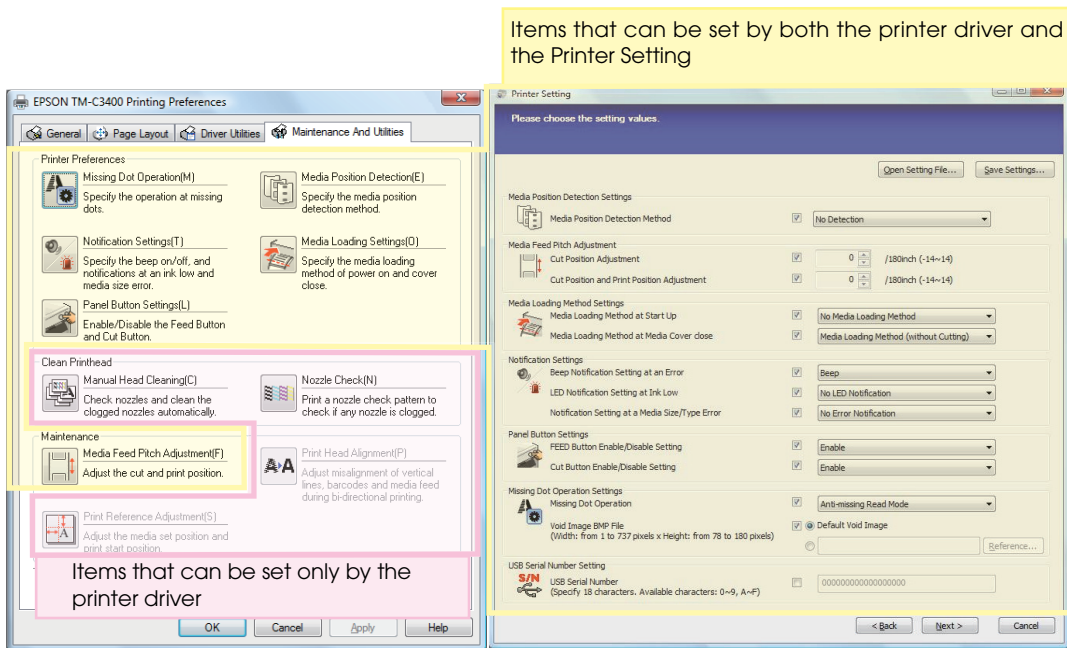 Items that can be set by both the printer driver and
the Printer Setting
EPSON TM-C3400 Printing Preferences
General
Page Layout
Driver Utilities
Maintenance And Utilities
Printer Preferences
Missing Dot Operation(M)
Specify the operation at missing
dots.
Media Position Detection(E)
Specify the media position
detection method.
Notification Settings(T)
Specify the beep on/off, and
notifications at an ink low and
media size error.
Media Loading Settings(O)
Specify the media loading
method of power on and cover
close.
Panel Button Settings(L)
Enable/Disable the Feed Button
and Cut Button.
Clean Printhead
Manual Head Cleaning(C)
Check nozzles and clean the
clogged nozzles automatically.
Nozzle Check(N)
Print a nozzle check pattern to
check if any nozzle is clogged.
Maintenance
Media Feed Pitch Adjustment(F)
Adjust the cut and print position.
A A
Print Head Alignment(P)
Adjust misalignment of vertical
lines, barcodes and media feed
during bi-directional printing.
A
Print Reference Adjustment(S)
Adjust the media set position and
print start position.
Items that can be set only by the
printer driver
OK
Cancel
Apply
Help
Printer Setting
Please choose the setting values.
Open Setting File...
Save Settings...
Media Position Detection Settings
Media Position Detection Method
No Detection
Media Feed Pitch Adjustment
Cut Position Adjustment
0
/180inch (-14~14)
Cut Position and Print Position Adjustment
0
/180inch (-14~14)
Media Loading Method Settings
Media Loading Method at Start Up
No Media Loading Method
Media Loading Method at Media Cover close
Media Loading Method (without Cutting)
Notification Settings
Beep Notification Setting at an Error
Beep
LED Notification Setting at Ink Low
No LED Notification
Notification Setting at a Media Size/Type Error
No Error Notification
Panel Button Settings
FEED Button Enable/Disable Setting
Enable
Cut Button Enable/Disable Setting
Enable
Missing Dot Operation Settings
Missing Dot Operation
Anti-missing Read Mode
Void Image BMP File
(Width: from 1 to 737 pixels x Height: from 78 to 180 pixels)
Default Void Image
Reference...
USB Serial Number Setting
S/N
USB Serial Number
(Specify 18 characters. Available characters: 0~9, A~F)
000000000000000000
< Back
Next >
Cancel